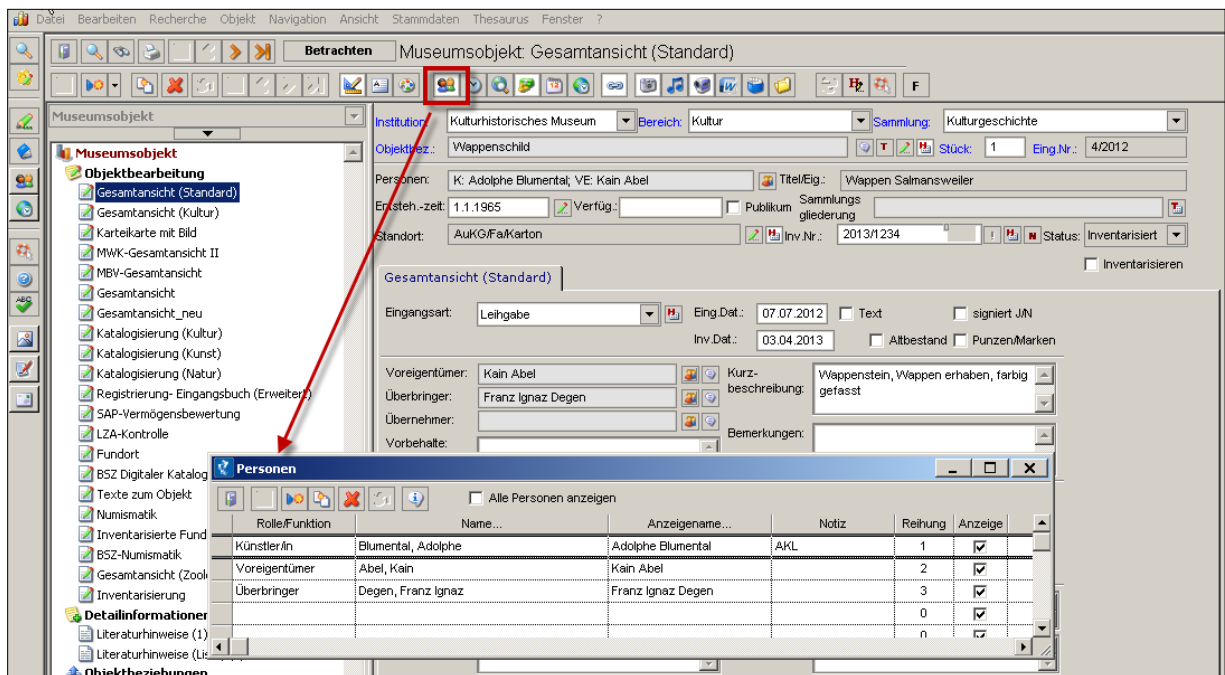 Datei Bearbeiten Recherche Objekt Navigation Ansicht Stammdaten Thesaurus Fenster ?
Betrachten Museumsobjekt: Gesamtansicht (Standard)
F
Museumsobjekt
Institution: Kulturhistorisches Museum Bereich: Kultur Sammlung: Kulturgeschichte
Objektbez.: Wappenschild T Stück: 1 Eing.Nr.: 4/2012
Personen: K: Adolphe Blumental; VE: Kain Abel Titel/Eig.: Wappen Salmansweiler
Entsteh.-zeit: 1.1.1965 Verfüg.: Publikum Sammlungs
gliederung
Standort: AuKG/Fa/Karton Inv.Nr.: 2013/1234 ! N Status: Inventarisiert
Inventarisieren
Museumsobjekt
Objektbearbeitung
Gesamtansicht (Standard)
Gesamtansicht (Kultur)
Karteikarte mit Bild
MWK-Gesamtansicht II
MBV-Gesamtansicht
Gesamtansicht
Gesamtansicht_neu
Katalogisierung (Kultur)
Katalogisierung (Kunst)
Katalogisierung (Natur)
Registrierung- Eingangsbuch (Erweitert)
SAP-Vermögensbewertung
LZA-Kontrolle
Fundort
BSZ Digitaler Katalog
Texte zum Objekt
Numismatik
Inventarisierte Fund
BSZ-Numismatik
Gesamtansicht (Zool
Inventarisierung
Detailinformationen
Literaturhinweise (1)
Literaturhinweise (Lis
Objektbeziehungen
Gesamtansicht (Standard)
Eingangsart: Leihgabe Eing.Dat.: 07.07.2012 Text signiert J/N
Inv.Dat.: 03.04.2013 Altbestand Punzen/Marken
Voreigentümer: Kain Abel Kurz-
beschreibung: Wappenstein, Wappen erhaben, farbig
gefasst
Überbringer: Franz Ignaz Degen
Übernehmer:
Bemerkungen:
Vorbehalte:
Personen
Alle Personen anzeigen
Rolle/Funktion Name... Anzeigename... Notiz Reihung Anzeige
Künstler/in Blumental, Adolphe Adolphe Blumental AKL 1
Voreigentümer Abel, Kain Kain Abel 2
Überbringer Degen, Franz Ignaz Franz Ignaz Degen 3
0
0